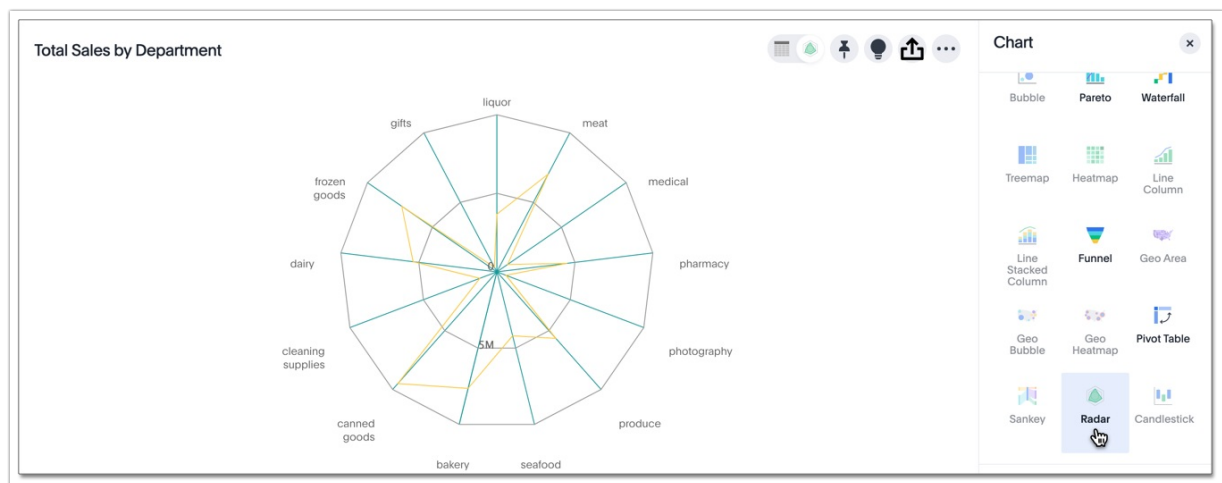 Total Sales by Department
liquor
gifts
meat
frozen
goods
medical
dairy
0
pharmacy
cleaning
supplies
5M
photography
canned
goods
produce
bakery
seafood
Chart
Bubble
Pareto
Waterfall
Treemap
Heatmap
Line
Column
Line
Stacked
Column
Funnel
Geo Area
Geo
Bubble
Geo
Heatmap
Pivot Table
Sankey
Radar
Candlestick